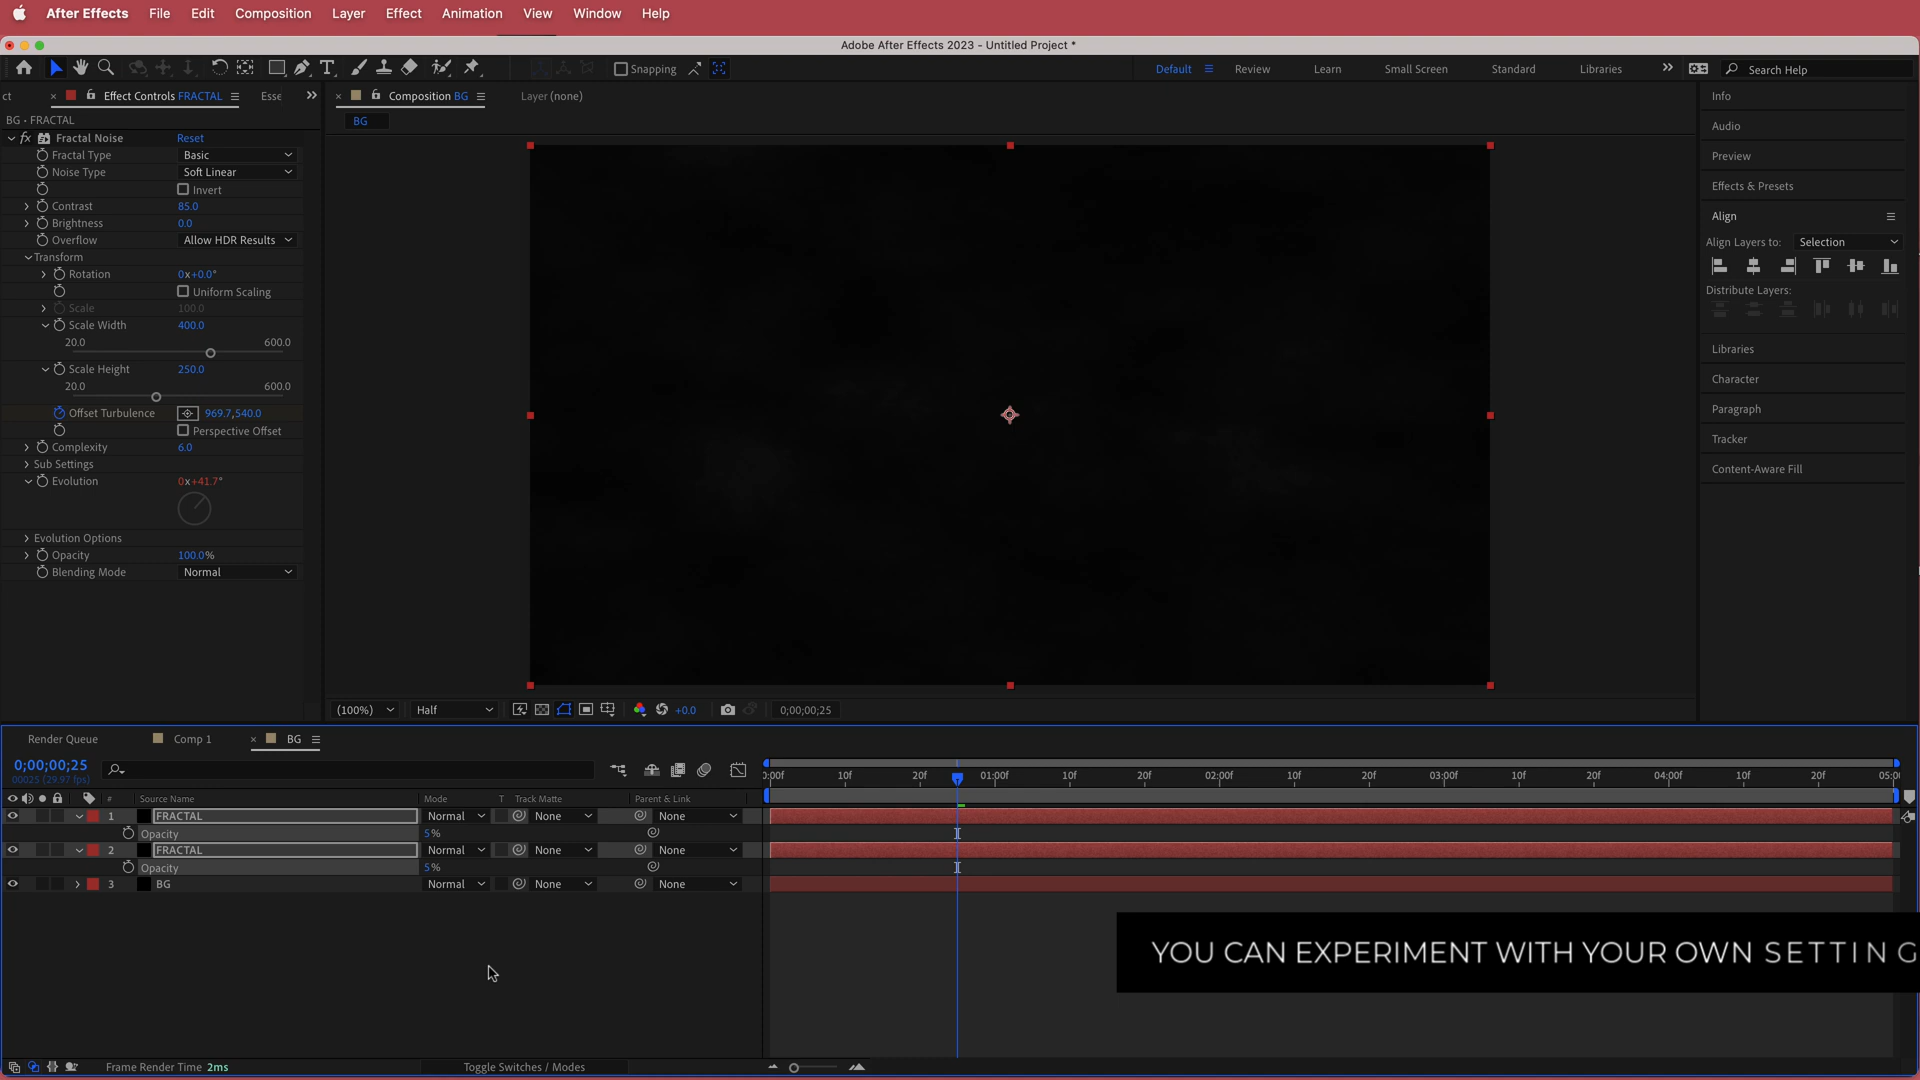 After Effects File Edit Composition Layer Effect Animation View Window Help
Adobe After Effects 2023 - Untitled Project *
Snapping Default Review Learn Small Screen Standard Libraries Search Help
ct Effect Controls FRACTAL Esse Composition BG Layer (none) Info
BG • FRACTAL BG
Audio
fx Fractal Noise Reset
Fractal Type Basic Preview
Noise Type Soft Linear
Invert Effects & Presets
Contrast 85.0
Brightness 0.0 Align
Overflow Allow HDR Results Align Layers to: Selection
Transform
Rotation 0x+0.0°
Uniform Scaling Distribute Layers:
Scale 100.0
Scale Width 400.0
20.0 600.0 Libraries
Scale Height 250.0 Character
20.0 600.0
Offset Turbulence 969.7,540.0 Paragraph
Perspective Offset Tracker
Complexity 6.0
Sub Settings Content-Aware Fill
Evolution 0x+41.7°
Evolution Options
Opacity 100.0%
Blending Mode Normal
(100%) Half +0.0 0;00;00;25
Render Queue Comp 1 BG
0;00;00;25
00025 (29.97 fps)
0:00f 10f 20f 01:00f 10f 20f 02:00f 10f 20f 03:00f 10f 20f 04:00f 10f 20f 05:0
# Source Name Mode T Track Matte Parent & Link
1 FRACTAL Normal None None
Opacity 5%
2 FRACTAL Normal None None
Opacity 5%
3 BG Normal None None
YOU CAN EXPERIMENT WITH YOUR OWN SETTING
Frame Render Time 2ms Toggle Switches / Modes